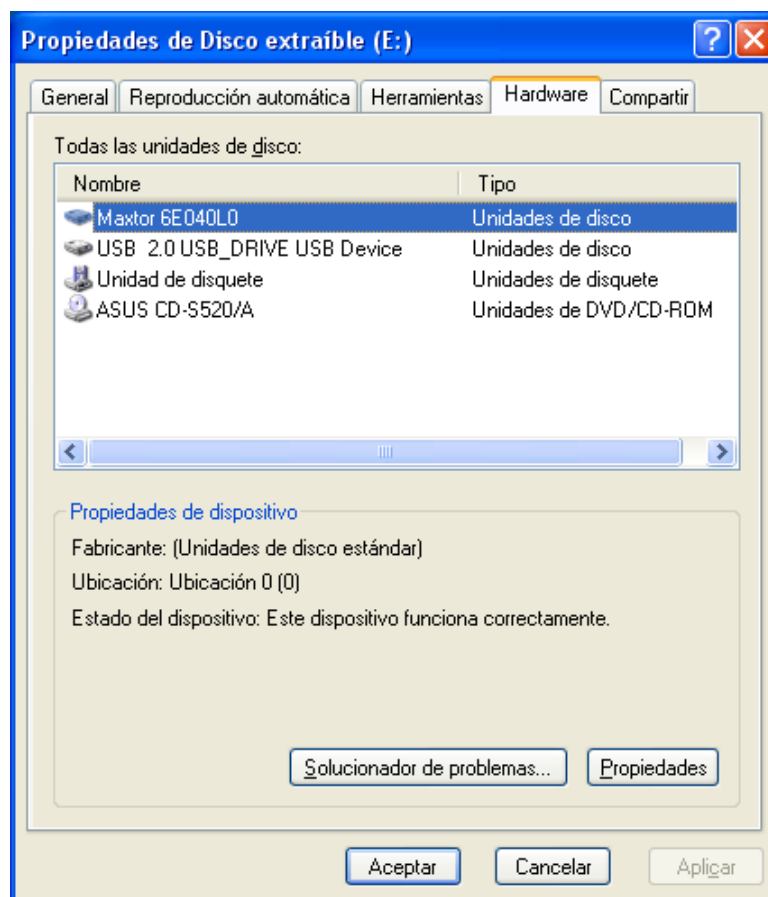 Propiedades de Disco extraíble (E:)
General Reproducción automática Herramientas Hardware Compartir
Todas las unidades de disco:
Nombre Tipo
Maxtor 6E040L0 Unidades de disco
USB 2.0 USB_DRIVE USB Device Unidades de disco
Unidad de disquete Unidades de disquete
ASUS CD-S520/A Unidades de DVD/CD-ROM
Propiedades de dispositivo
Fabricante: (Unidades de disco estándar)
Ubicación: Ubicación 0 (0)
Estado del dispositivo: Este dispositivo funciona correctamente.
Solucionador de problemas... Propiedades
Aceptar Cancelar Aplicar